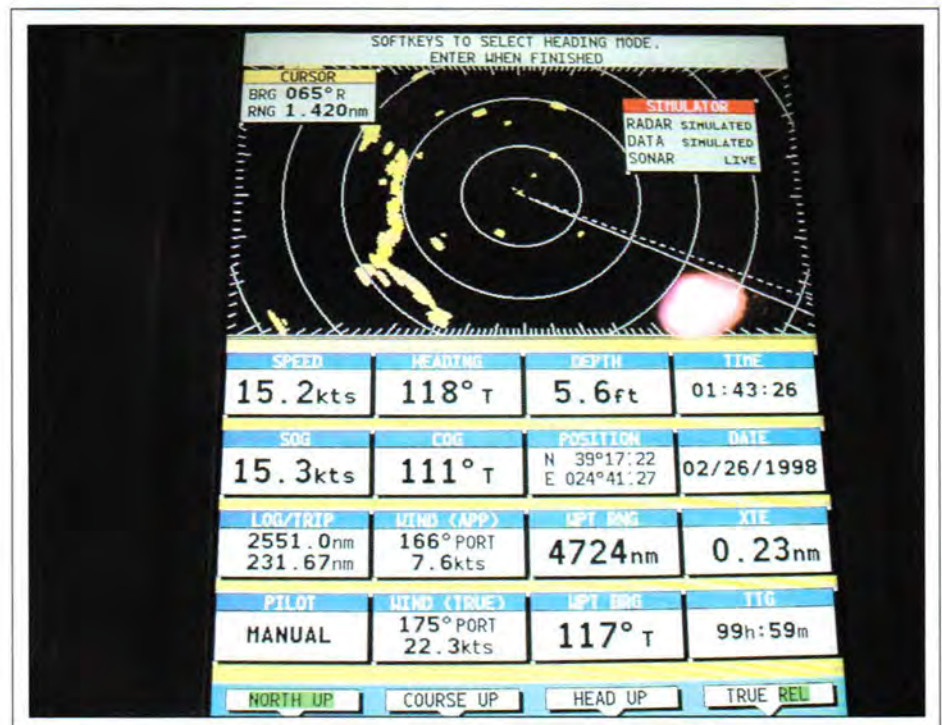 SOFTKEYS TO SELECT HEADING MODE.
ENTER WHEN FINISHED
CURSOR
BRG 065° R
RNG 1.420nm
SIMULATOR
RADAR SIMULATED
DATA SIMULATED
SONAR LIVE
SPEED HEADING DEPTH TIME
15.2kts 118° T 5.6ft 01:43:26
SOG COG POSITION DATE
15.3kts 111° T N 39°17.'22 E 024°41.'27 02/26/1998
LOG/TRIP WIND (APP) WPT RNG XTE
2551.0nm 166° PORT 4724nm 0.23nm
231.67nm 7.6kts
PILOT WIND (TRUE) WPT BRG TTG
MANUAL 175° PORT 117° T 99h:59m
22.3kts
NORTH UP COURSE UP HEAD UP TRUE REL